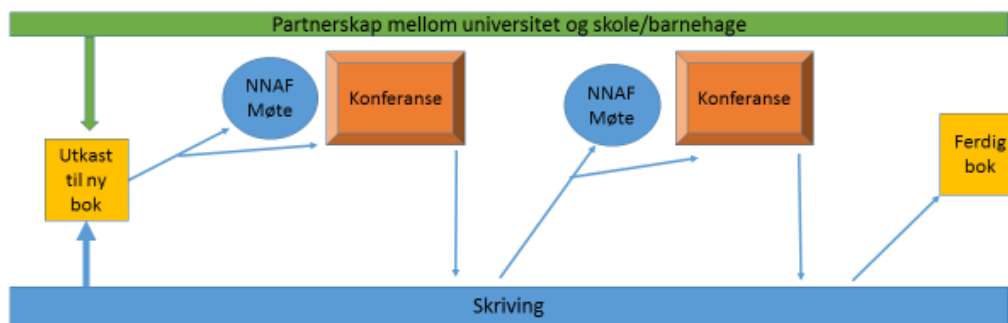 Partnerskap mellom universitet og skole/barnehage
NNAF
Møte
Konferanse
NNAF
Møte
Konferanse
Utkast
til ny
bok
Ferdig
bok
Skriving